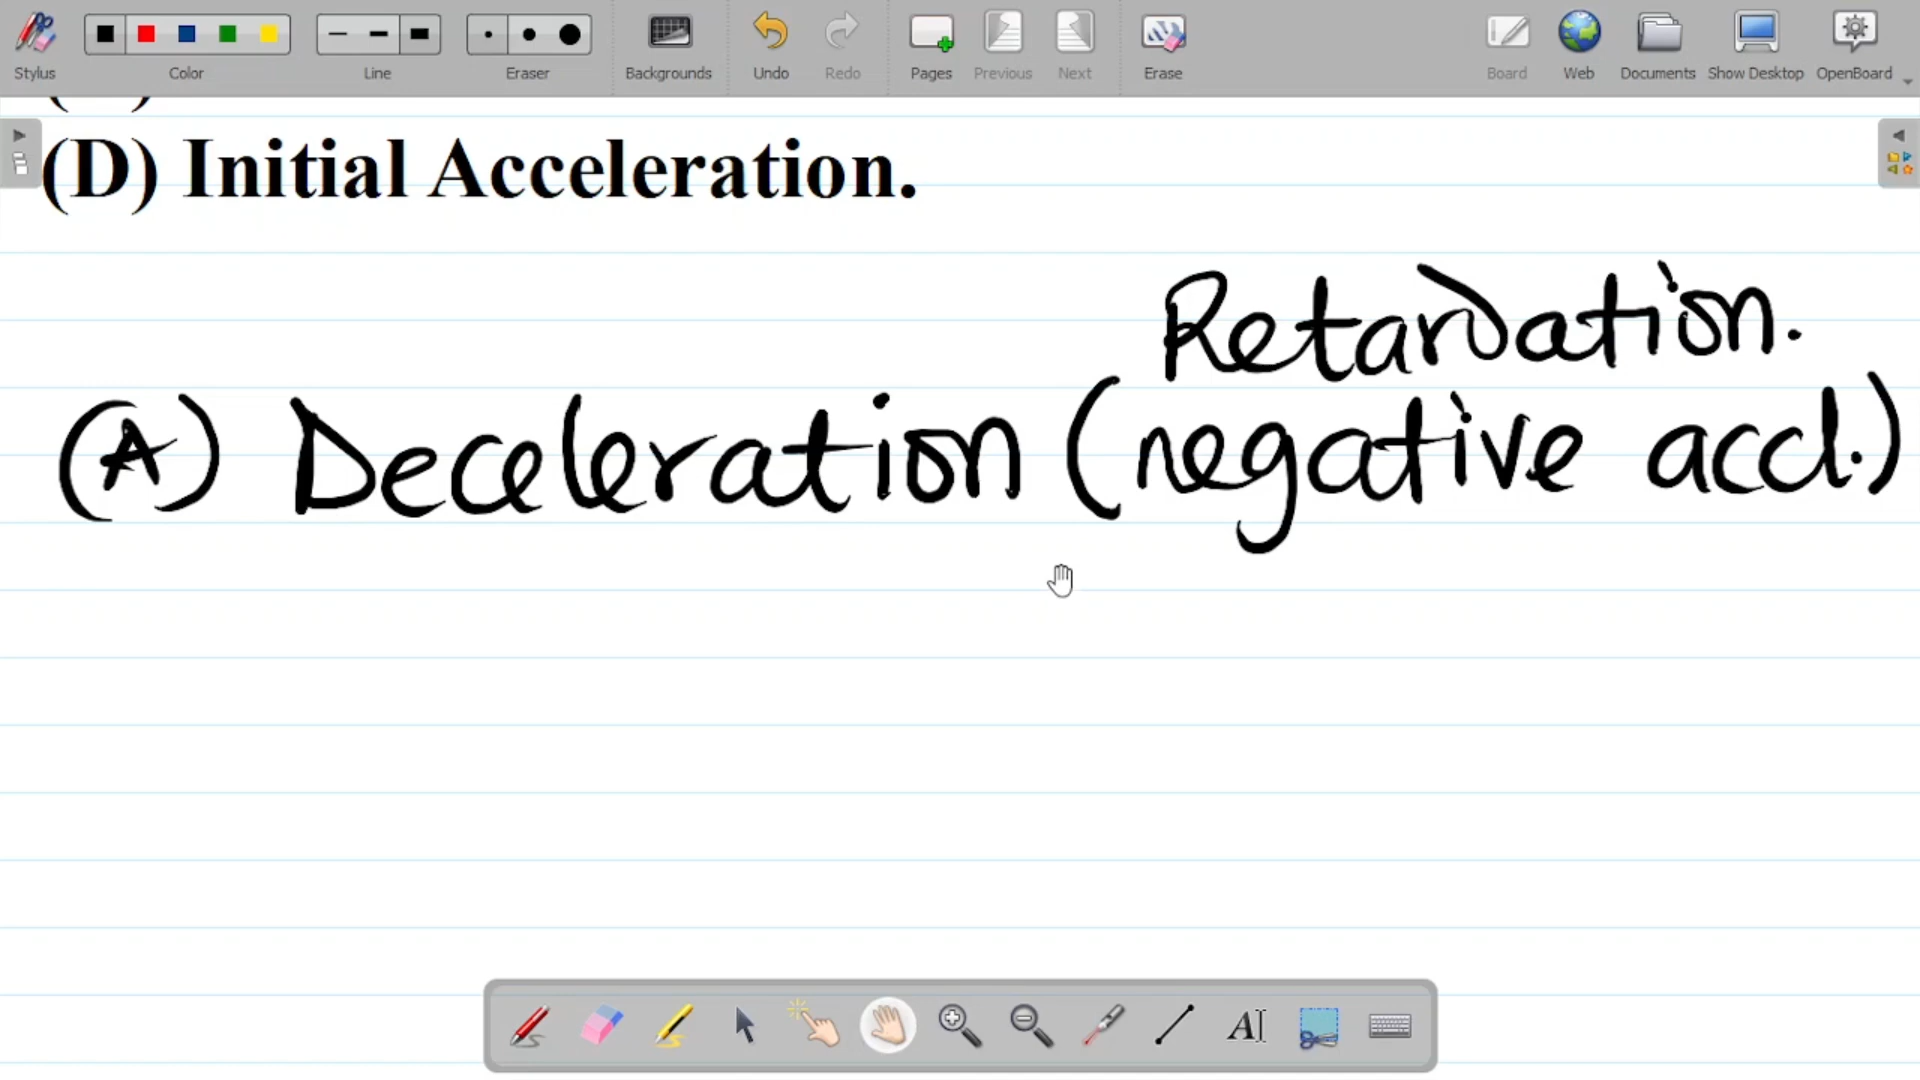 Stylus Color Line Eraser Backgrounds Undo Redo Pages Previous Next Erase Board Web Documents Show Desktop OpenBoard
(D) Initial Acceleration.
Retardation.
(A) Deceleration (negative accl.)